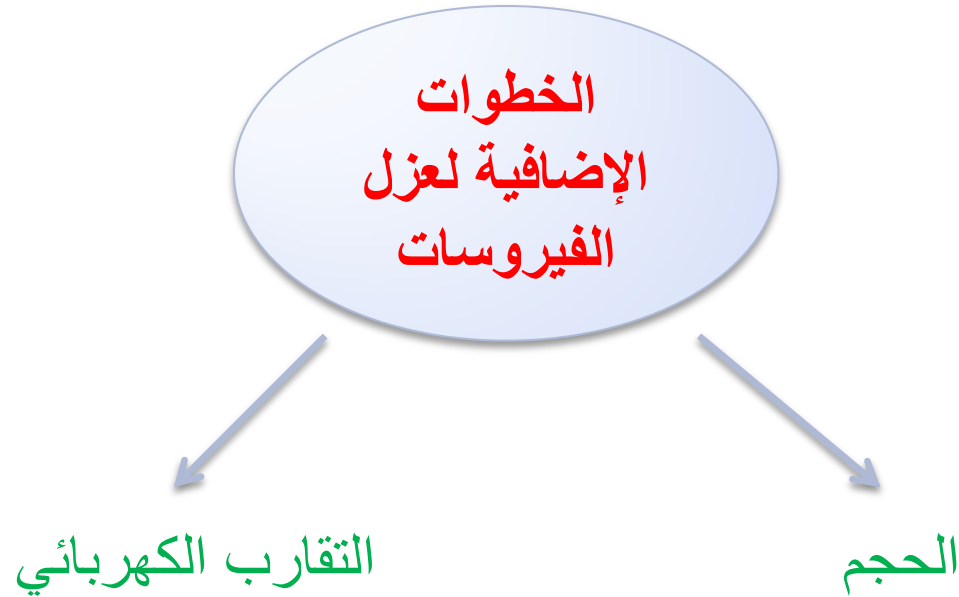 الخطوات
الإضافية لعزل
الفيروسات
الحجم
التقارب الكهربائي